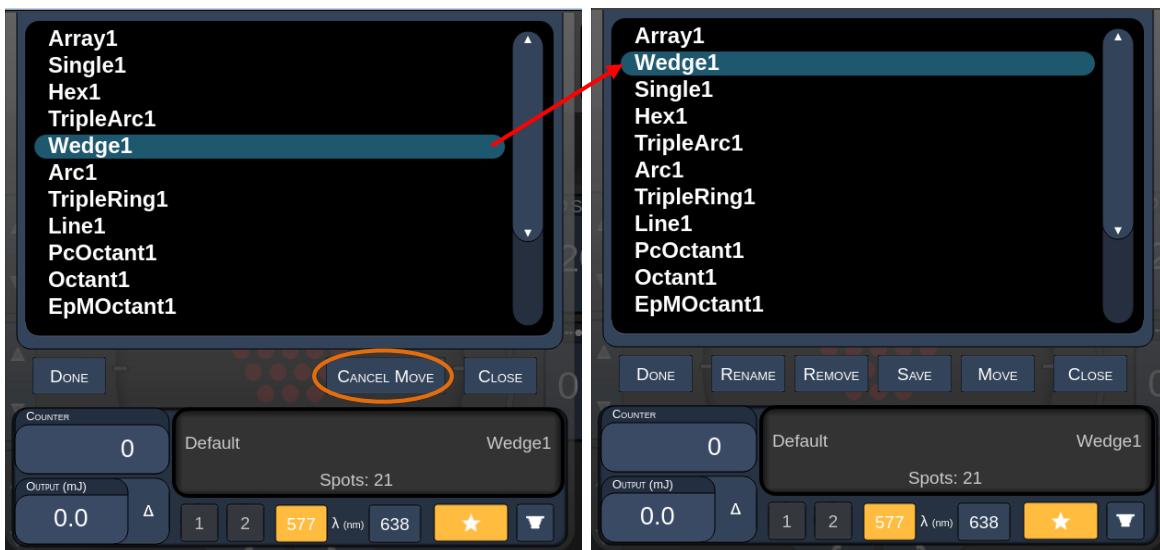 Array1
Single1
Hex1
TripleArc1
Wedge1
Arc1
TripleRing1
Line1
PcOctant1
Octant1
EpMOctant1
DONE
CANCEL MOVE
CLOSE
COUNTER
0
Default
Wedge1
Spots: 21
OUTPUT (mJ)
0.0
Δ
1
2
577
λ (nm)
638
Array1
Wedge1
Single1
Hex1
TripleArc1
Arc1
TripleRing1
Line1
PcOctant1
Octant1
EpMOctant1
DONE
RENAME
REMOVE
SAVE
MOVE
CLOSE
COUNTER
0
Default
Wedge1
Spots: 21
OUTPUT (mJ)
0.0
Δ
1
2
577
λ (nm)
638